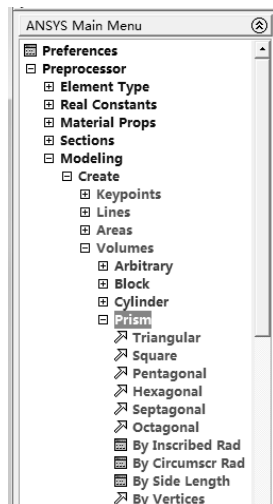 ANSYS Main Menu
Preferences
Preprocessor
Element Type
Real Constants
Material Props
Sections
Modeling
Create
Keypoints
Lines
Areas
Volumes
Arbitrary
Block
Cylinder
Prism
Triangular
Square
Pentagonal
Hexagonal
Septagonal
Octagonal
By Inscribed Rad
By Circumscr Rad
By Side Length
By Vertices